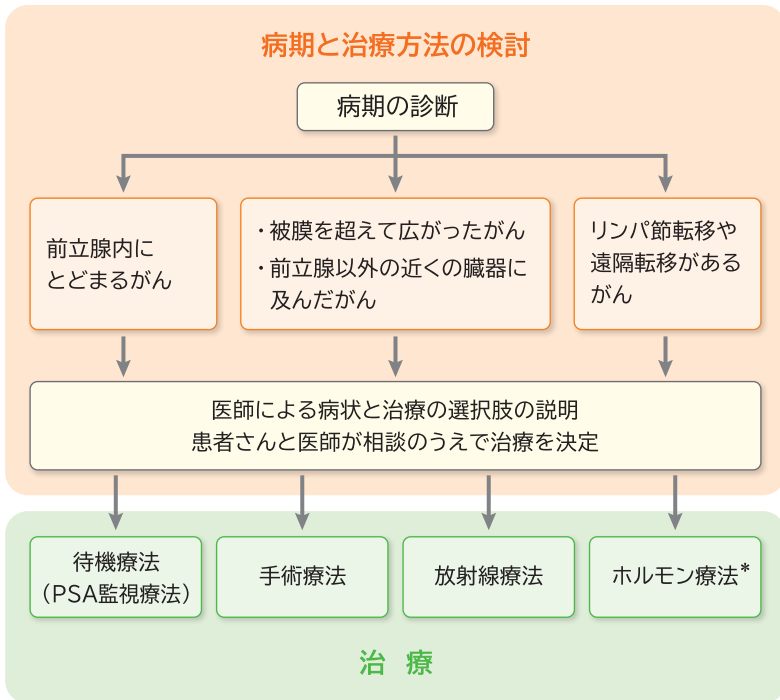 病期と治療方法の検討
病期の診断
前立腺内に
とどまるがん
・被膜を超えて広がったがん
・前立腺以外の近くの臓器に
及んだがん
リンパ節転移や
遠隔転移がある
がん
医師による病状と治療の選択肢の説明
患者さんと医師が相談のうえで治療を決定
待機療法
（PSA監視療法）
手術療法
放射線療法
ホルモン療法*
治 療